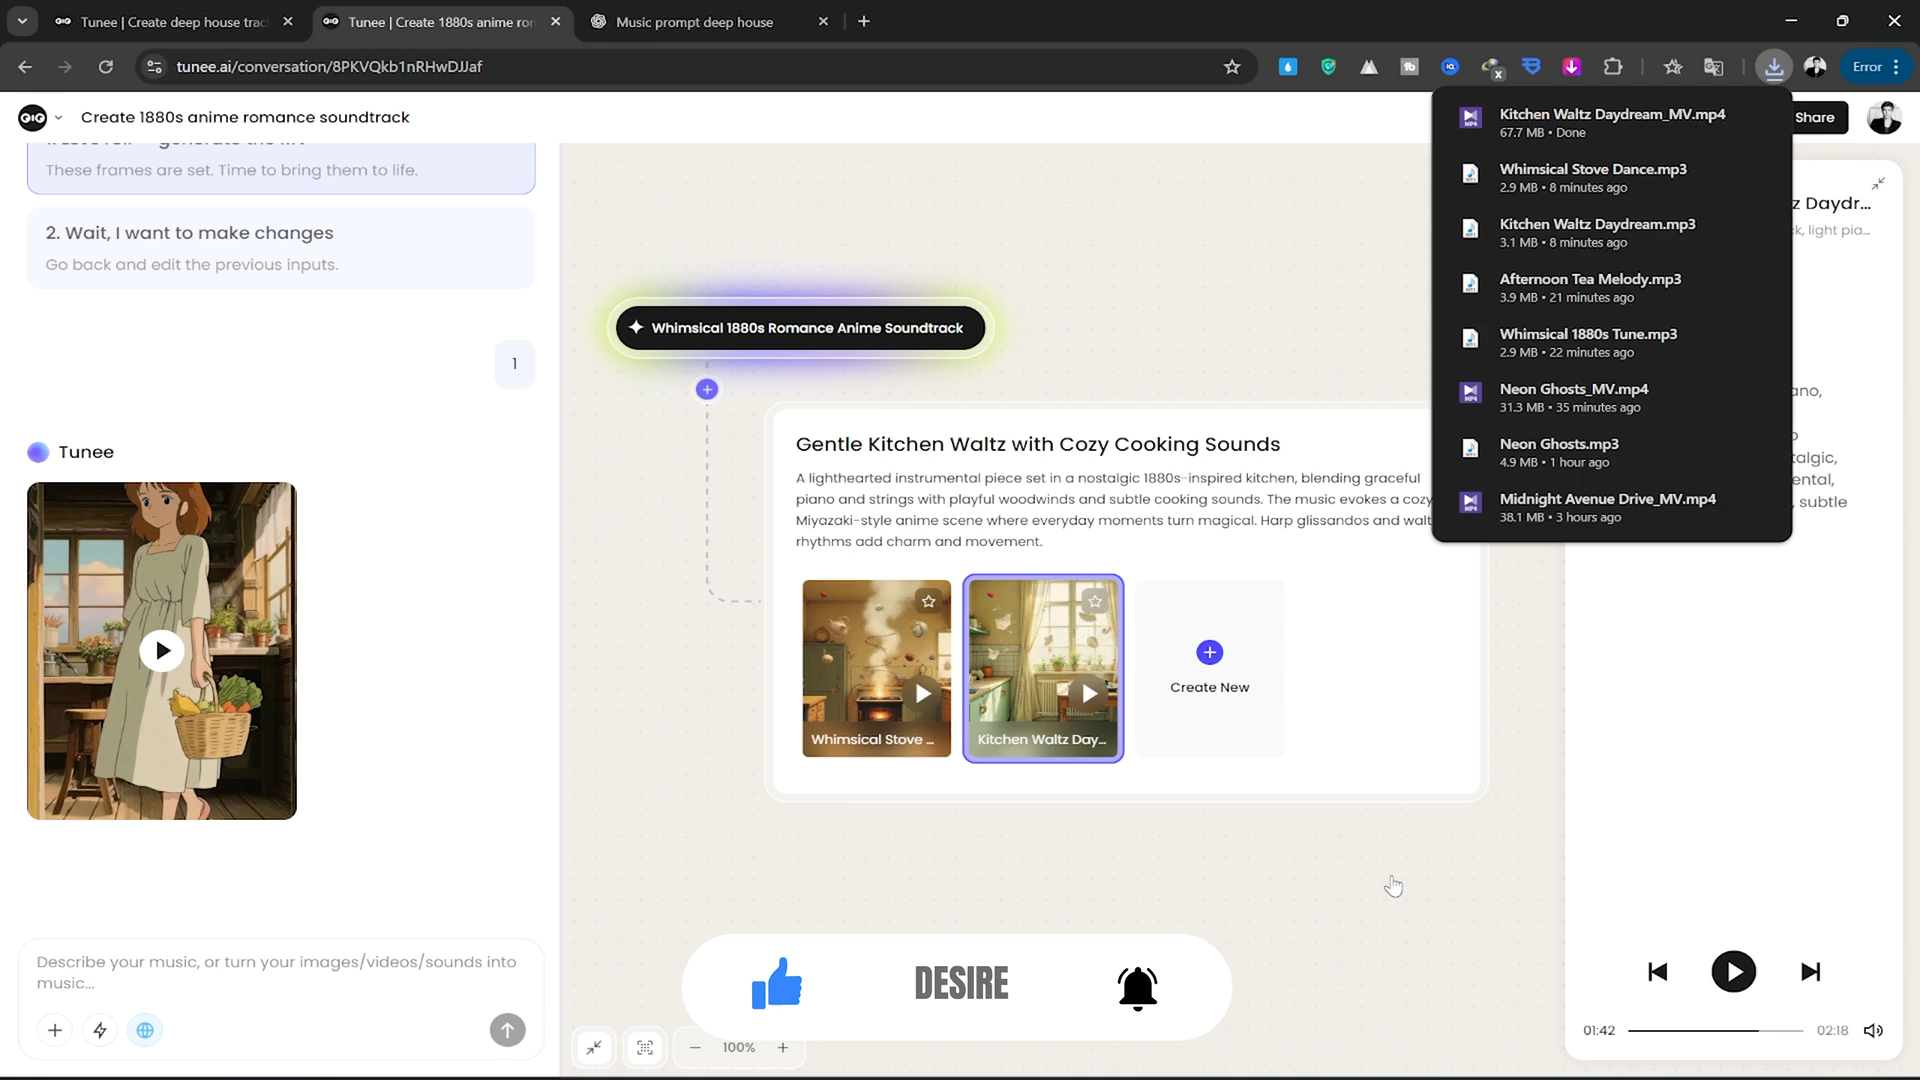 Tunee | Create deep house trac
Tunee | Create 1880s anime ror
Music prompt deep house
tunee.ai/conversation/8PKVQkb1nRHwDJJaf
Error
Create 1880s anime romance soundtrack
Share
These frames are set. Time to bring them to life.
2. Wait, I want to make changes
Go back and edit the previous inputs.
1
Tunee
Describe your music, or turn your images/videos/sounds into
music...
Whimsical 1880s Romance Anime Soundtrack
Gentle Kitchen Waltz with Cozy Cooking Sounds
A lighthearted instrumental piece set in a nostalgic 1880s-inspired kitchen, blending graceful
piano and strings with playful woodwinds and subtle cooking sounds. The music evokes a cozy
Miyazaki-style anime scene where everyday moments turn magical. Harp glissandos and walt
rhythms add charm and movement.
Whimsical Stove ...
Kitchen Waltz Day...
Create New
DESIRE
100%
Kitchen Waltz Daydream_MV.mp4
67.7 MB • Done
Whimsical Stove Dance.mp3
2.9 MB • 8 minutes ago
Kitchen Waltz Daydream.mp3
3.1 MB • 8 minutes ago
Afternoon Tea Melody.mp3
3.9 MB • 21 minutes ago
Whimsical 1880s Tune.mp3
2.9 MB • 22 minutes ago
Neon Ghosts_MV.mp4
31.3 MB • 35 minutes ago
Neon Ghosts.mp3
4.9 MB • 1 hour ago
Midnight Avenue Drive_MV.mp4
38.1 MB • 3 hours ago
z Daydr...
k, light pia...
ano,
talgic,
ental,
subtle
01:42
02:18